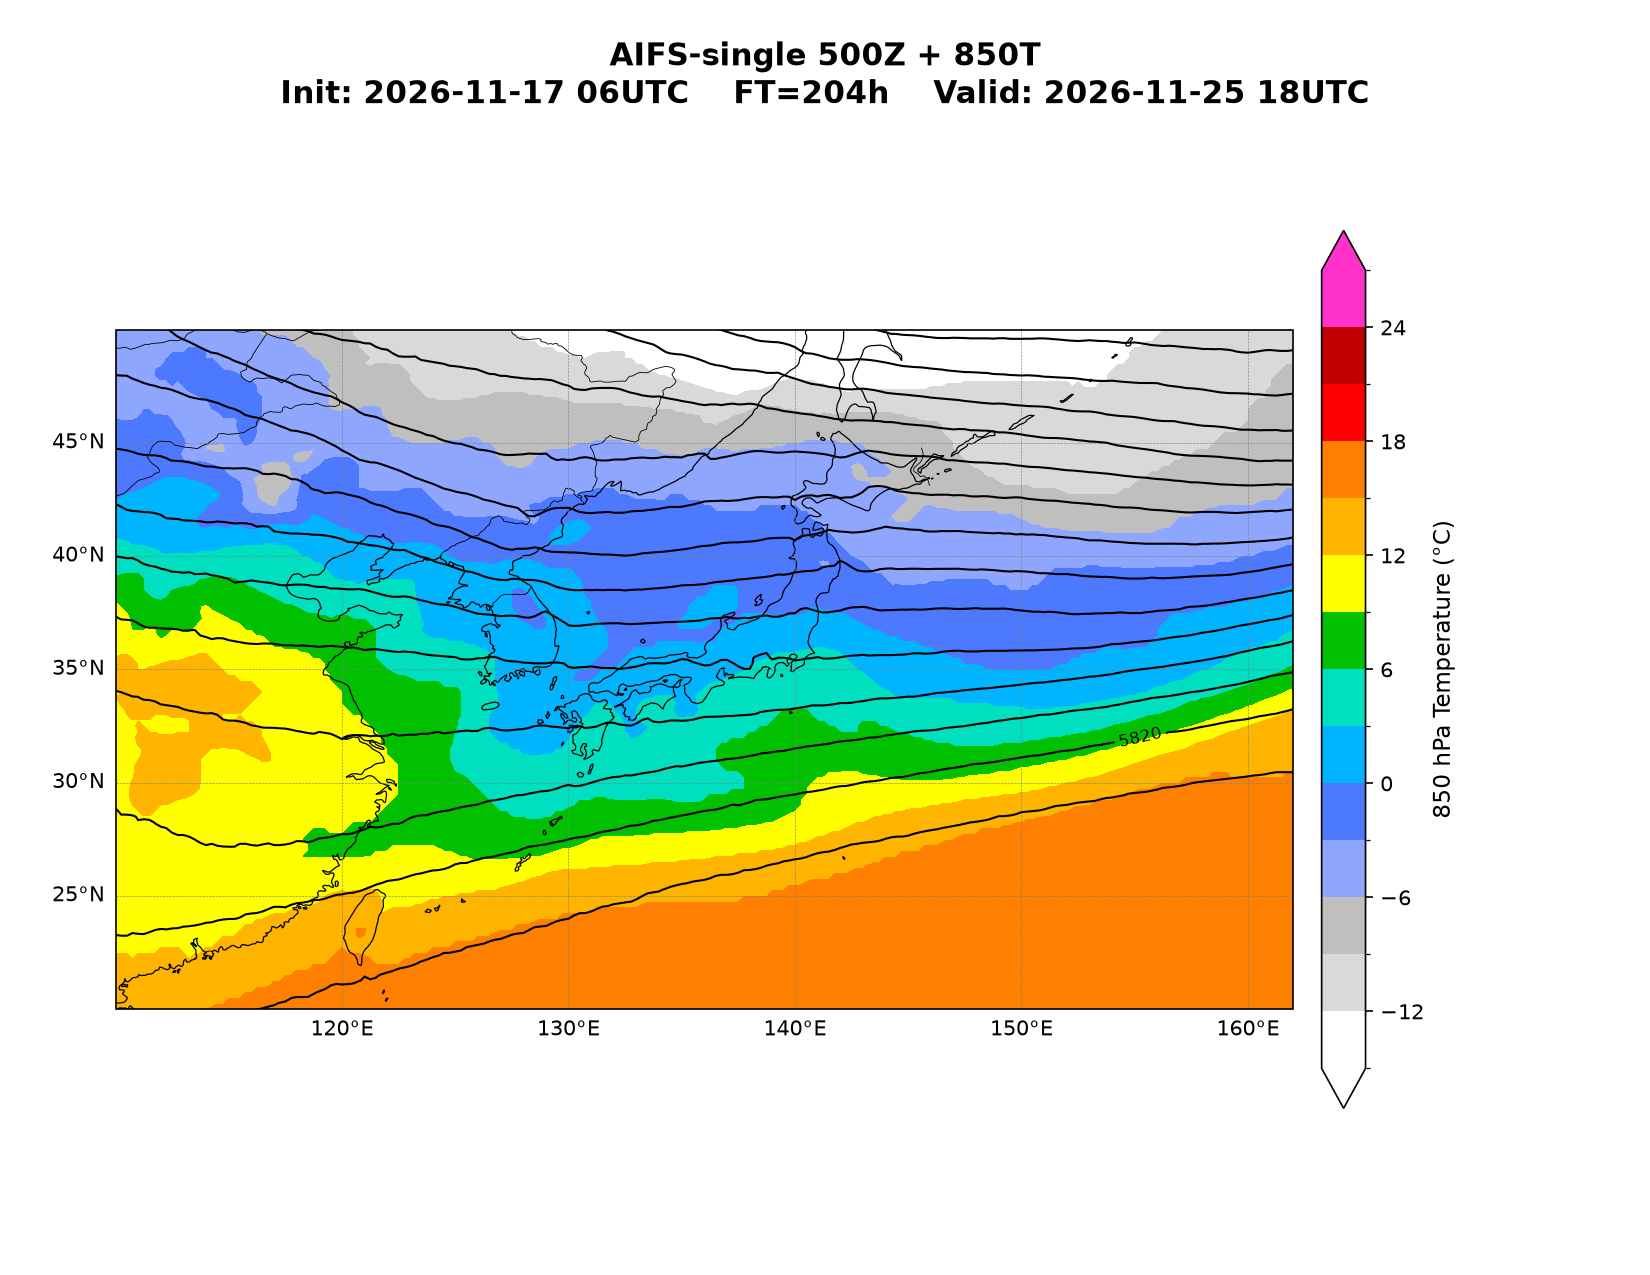 AIFS-single 500Z + 850T
Init: 2026-11-17 06UTC    FT=204h    Valid: 2026-11-25 18UTC
45°N
40°N
35°N
30°N
25°N
120°E
130°E
140°E
150°E
160°E
5820
24
18
12
6
0
−6
−12
850 hPa Temperature (°C)